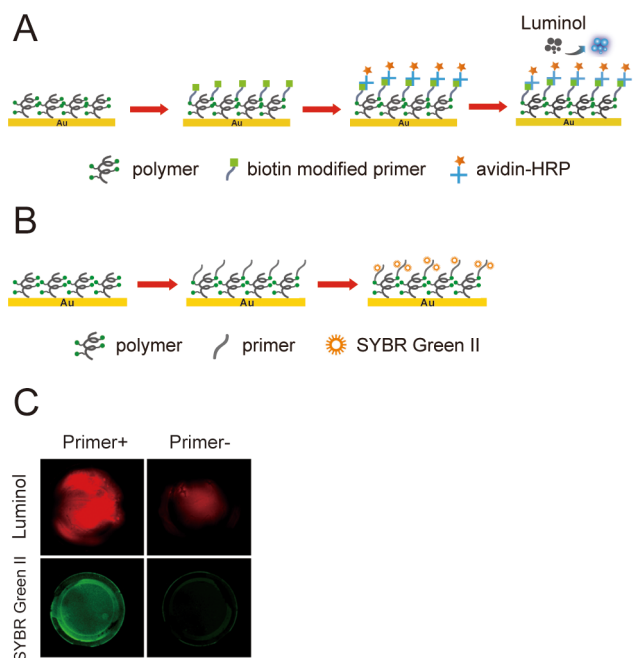 A
Luminol
Au
Au
Au
Au
polymer
biotin modified primer
avidin-HRP
B
Au
Au
Au
polymer
primer
SYBR Green II
C
Primer+
Primer-
Luminol
SYBR Green II